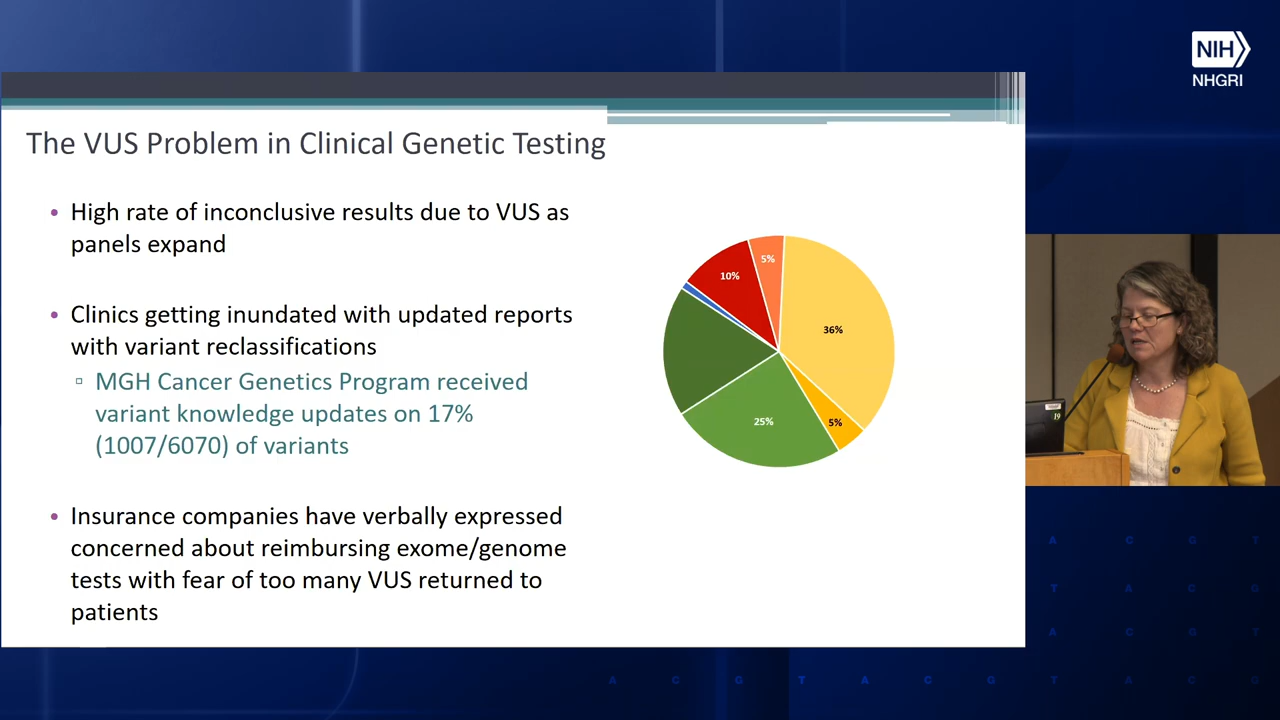 NIH
NHGRI
The VUS Problem in Clinical Genetic Testing
• High rate of inconclusive results due to VUS as
panels expand
• Clinics getting inundated with updated reports
with variant reclassifications
▫ MGH Cancer Genetics Program received
variant knowledge updates on 17%
(1007/6070) of variants
• Insurance companies have verbally expressed
concerned about reimbursing exome/genome
tests with fear of too many VUS returned to
patients
5%
10%
36%
5%
25%
19
A C G T
T A C G
A C G T
A C G T A C G T A C G